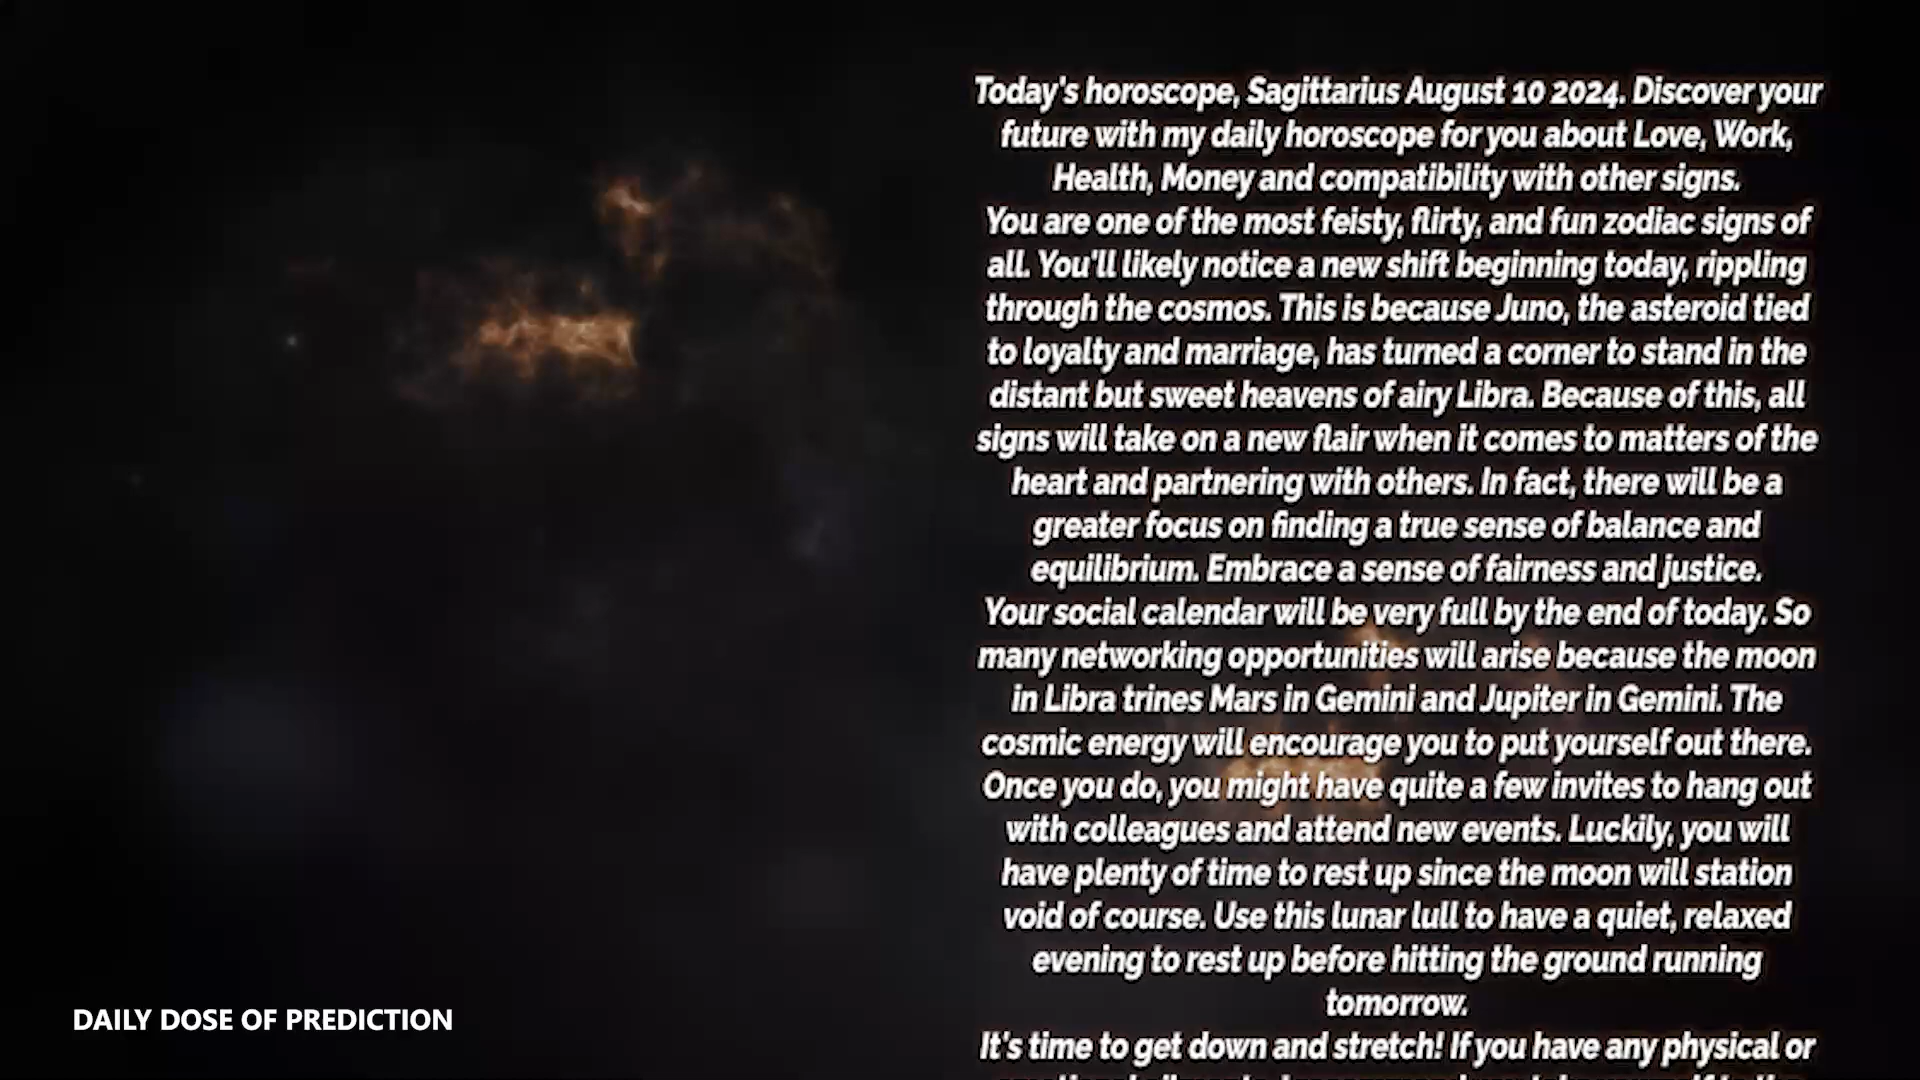 Today's horoscope, Sagittarius August 10 2024. Discover your
future with my daily horoscope for you about Love, Work,
Health, Money and compatibility with other signs.
You are one of the most feisty, flirty, and fun zodiac signs of
all. You'll likely notice a new shift beginning today, rippling
through the cosmos. This is because Juno, the asteroid tied
to loyalty and marriage, has turned a corner to stand in the
distant but sweet heavens of airy Libra. Because of this, all
signs will take on a new flair when it comes to matters of the
heart and partnering with others. In fact, there will be a
greater focus on finding a true sense of balance and
equilibrium. Embrace a sense of fairness and justice.
Your social calendar will be very full by the end of today. So
many networking opportunities will arise because the moon
in Libra trines Mars in Gemini and Jupiter in Gemini. The
cosmic energy will encourage you to put yourself out there.
Once you do, you might have quite a few invites to hang out
with colleagues and attend new events. Luckily, you will
have plenty of time to rest up since the moon will station
void of course. Use this lunar lull to have a quiet, relaxed
evening to rest up before hitting the ground running
tomorrow.
It's time to get down and stretch! If you have any physical or
DAILY DOSE OF PREDICTION